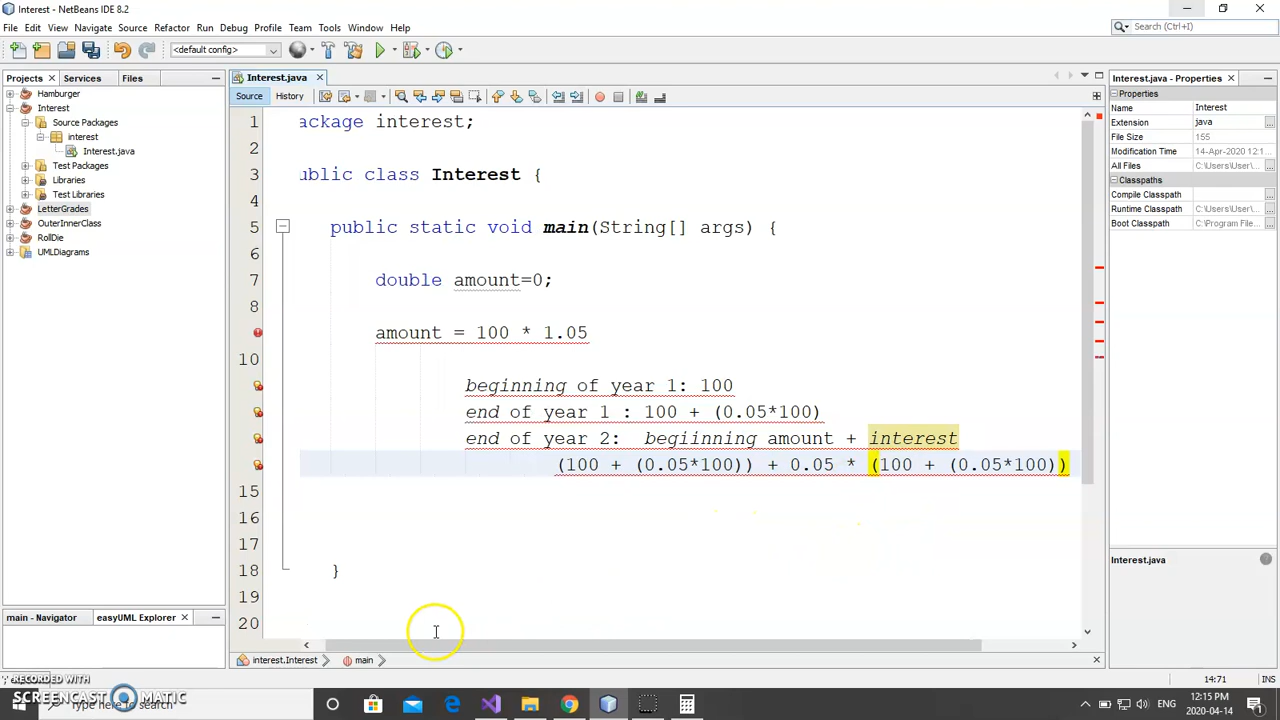 Interest - NetBeans IDE 8.2
File Edit View Navigate Source Refactor Run Debug Profile Team Tools Window Help
Search (Ctrl+I)
<default config>
Projects Services Files
Interest.java
Interest.java - Properties
Source History
Hamburger
Interest
Source Packages
interest
Interest.java
Test Packages
Libraries
Test Libraries
LetterGrades
OuterInnerClass
RollDie
UMLDiagrams
1 ackage interest;
2
3 ublic class Interest {
4
5 public static void main(String[] args) {
6
7 double amount=0;
8
amount = 100 * 1.05
10
beginning of year 1: 100
end of year 1 : 100 + (0.05*100)
end of year 2: begiinning amount + interest
(100 + (0.05*100)) + 0.05 * (100 + (0.05*100))
15
16
17
18 }
19
20
Properties
Name Interest
Extension java
File Size 155
Modification Time 14-Apr-2020 12:1
All Files C:\Users\User\
Classpaths
Compile Classpath
Runtime Classpath C:\Users\User\
Boot Classpath C:\Program File
Interest.java
main - Navigator easyUML Explorer
interest.Interest main
14:71 INS
RECORDED WITH
SCREENCAST MATIC
Type here to search
12:15 PM
2020-04-14
1